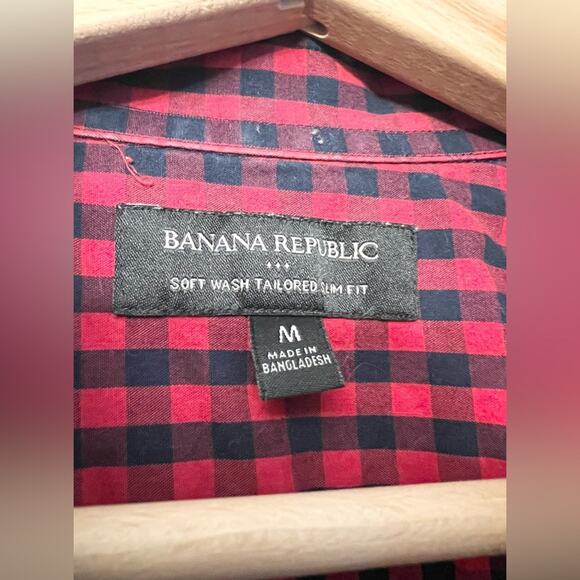 BANANA REPUBLIC
SOFT WASH TAILORED SLIM FIT
M
MADE IN
BANGLADESH